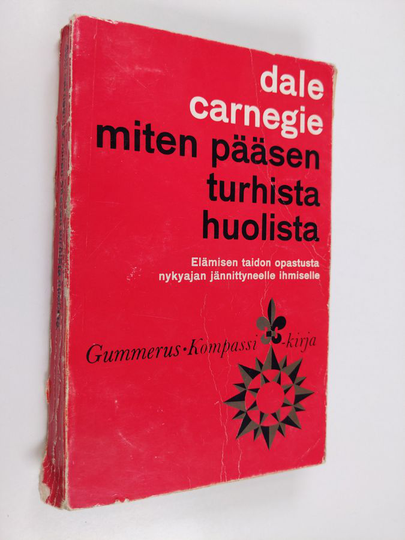 dale
carnegie
miten pääsen
turhista
huolista
Elämisen taidon opastusta
nykyajan jännittyneelle ihmiselle
Gummerus•Kompassi-kirja